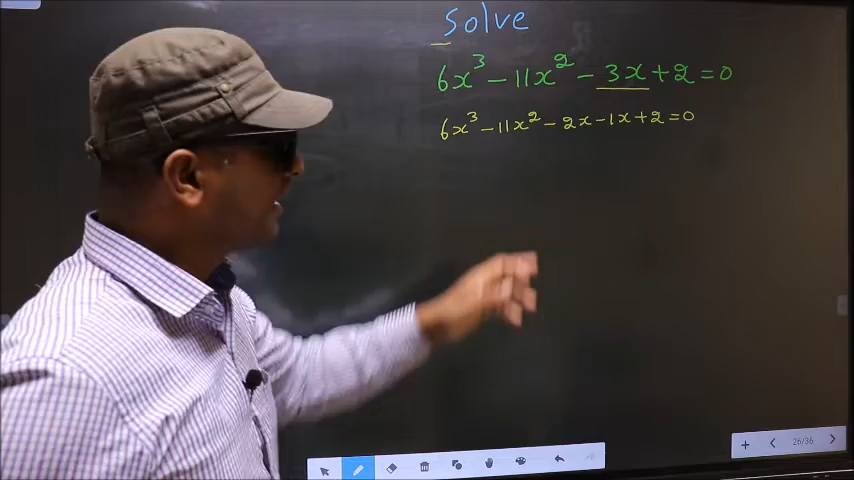 Solve
6x³ - 11x² - 3x + 2 = 0
6x³ - 11x² - 2x - 1x + 2 = 0
26/36